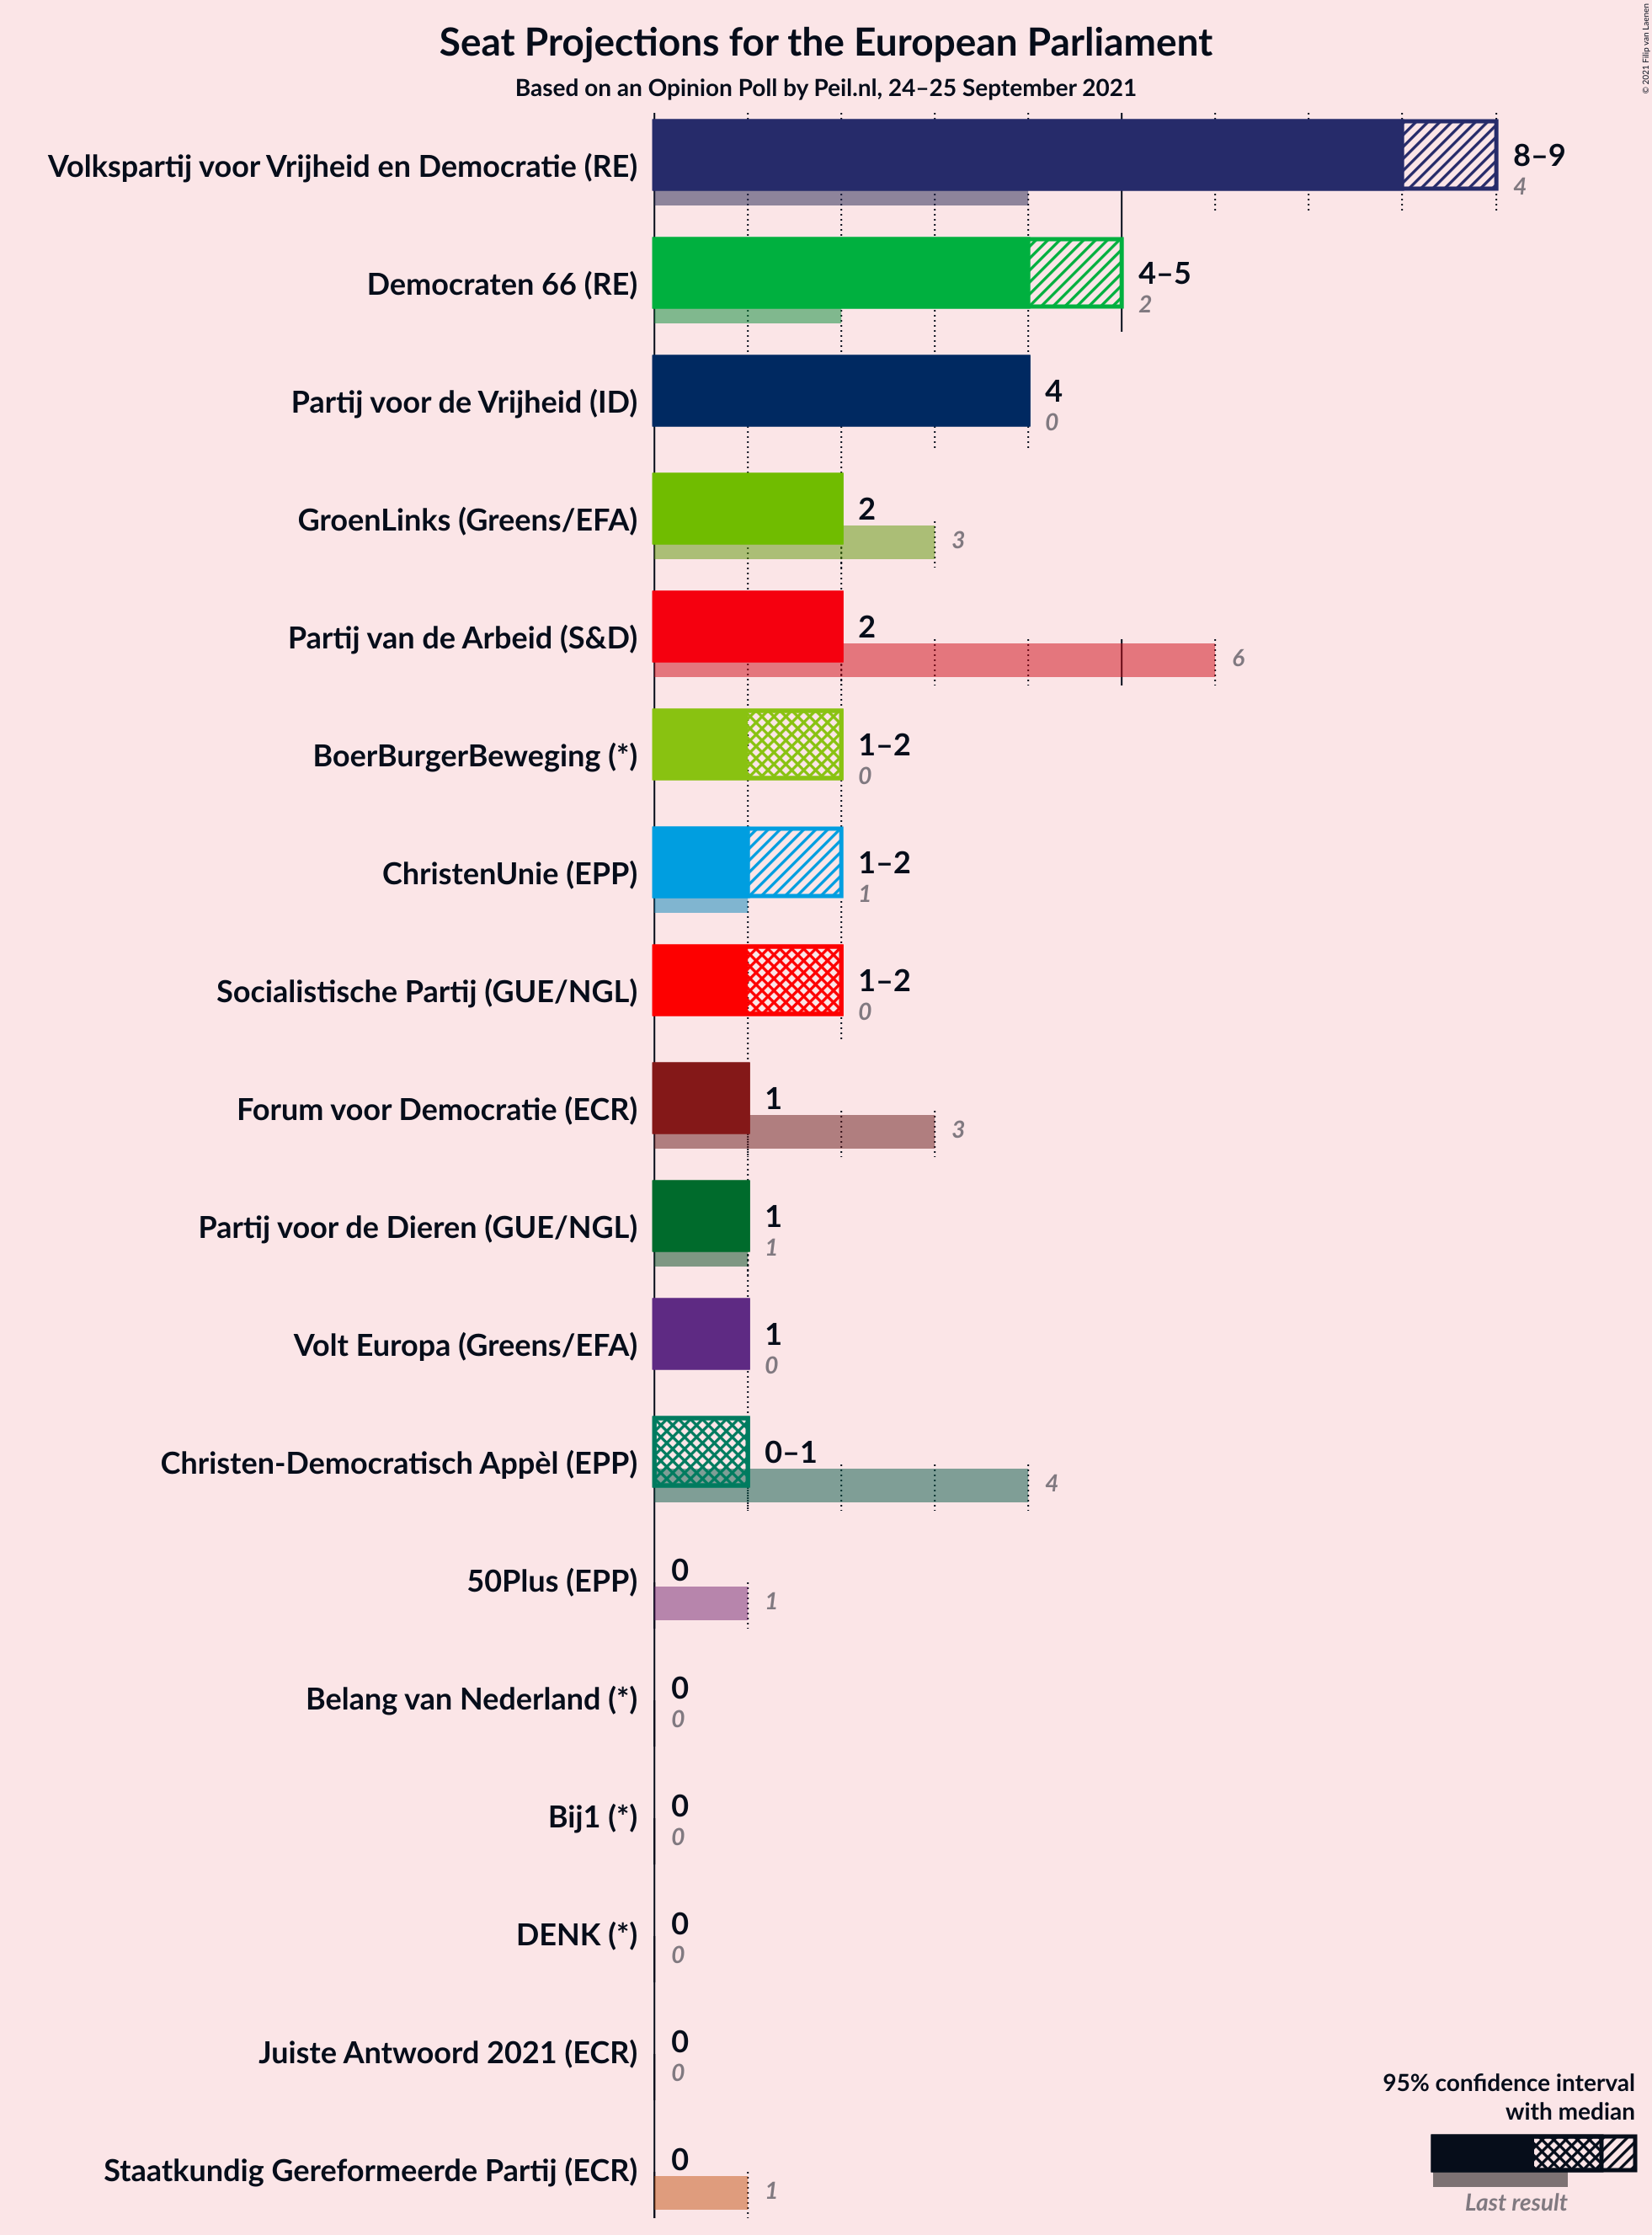 Seat Projections for the European Parliament
Based on an Opinion Poll by Peil.nl, 24–25 September 2021
© 2021 Filip van Laenen
Volkspartij voor Vrijheid en Democratie (RE)
8–9
4
Democraten 66 (RE)
4–5
2
Partij voor de Vrijheid (ID)
4
0
GroenLinks (Greens/EFA)
2
3
Partij van de Arbeid (S&D)
2
6
BoerBurgerBeweging (*)
1–2
0
ChristenUnie (EPP)
1–2
1
Socialistische Partij (GUE/NGL)
1–2
0
Forum voor Democratie (ECR)
1
3
Partij voor de Dieren (GUE/NGL)
1
1
Volt Europa (Greens/EFA)
1
0
Christen-Democratisch Appèl (EPP)
0–1
4
50Plus (EPP)
0
1
Belang van Nederland (*)
0
0
Bij1 (*)
0
0
DENK (*)
0
0
Juiste Antwoord 2021 (ECR)
0
0
Staatkundig Gereformeerde Partij (ECR)
0
1
95% confidence interval
with median
Last result